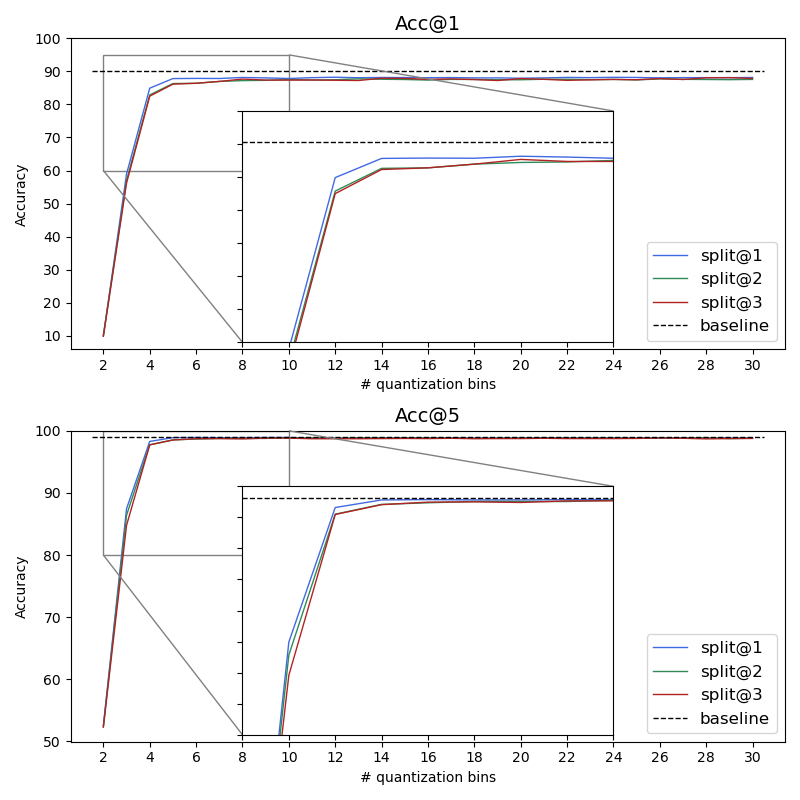 Acc@1
100
90
80
70
60
50
40
30
20
10
Accuracy
split@1
split@2
split@3
baseline
2 4 6 8 10 12 14 16 18 20 22 24 26 28 30
# quantization bins
Acc@5
100
90
80
70
60
50
Accuracy
split@1
split@2
split@3
baseline
2 4 6 8 10 12 14 16 18 20 22 24 26 28 30
# quantization bins